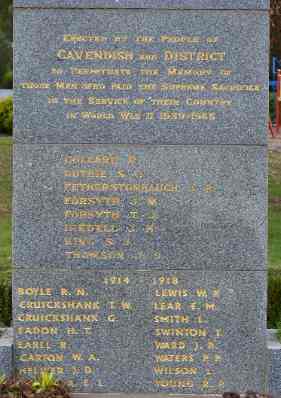 ERECTED BY THE PEOPLE OF
CAVENDISH AND DISTRICT
TO PERPETUATE THE MEMORY OF
THOSE MEN WHO PAID THE SUPREME SACRIFICE
IN THE SERVICE OF THEIR COUNTRY
IN WORLD WAR II 1939-1945
COLLARD R.
GUTHRIE S. G.
FETHERSTONHAUGH J. R.
FORSYTH J. M.
FORSYTH T. J.
IREDELL J. H.
KING S. J.
THOMSON J. S.
1914 1918
BOYLE R. N. LEWIS W. F.
CRUICKSHANK T. W. LEAR E. M.
CRUICKSHANK G. SMITH L.
EADON H. T. SWINTON T.
EARLL R. WARD J. R.
CARTON W. A. WATERS P. P.
J. D. WILSON L.
E. L. YOUNG R. P.